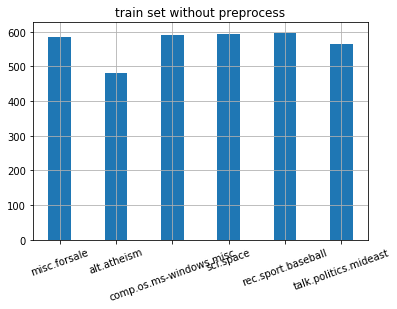 train set without preprocess
600
500
400
300
200
100
0
misc.forsale
alt.atheism
comp.os.ms-windows.misc
sci.space
rec.sport.baseball
talk.politics.mideast